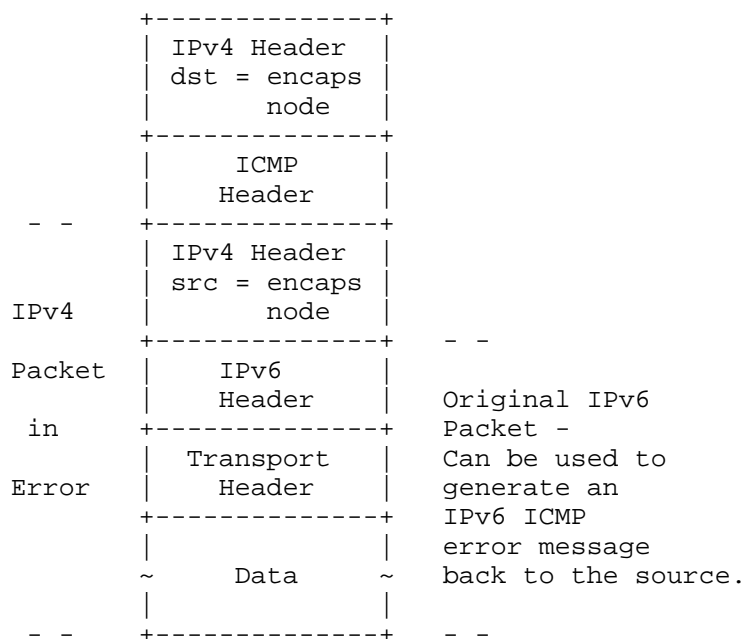 +--------------+
| IPv4 Header |
| dst = encaps |
| node |
+--------------+
| ICMP |
| Header |
- - +--------------+
| IPv4 Header |
| src = encaps |
IPv4 | node |
+--------------+ - -
Packet | IPv6 |
| Header | Original IPv6
in +--------------+ Packet -
| Transport | Can be used to
Error | Header | generate an
+--------------+ IPv6 ICMP
| | error message
~ Data ~ back to the source.
| |
- - +--------------+ - -